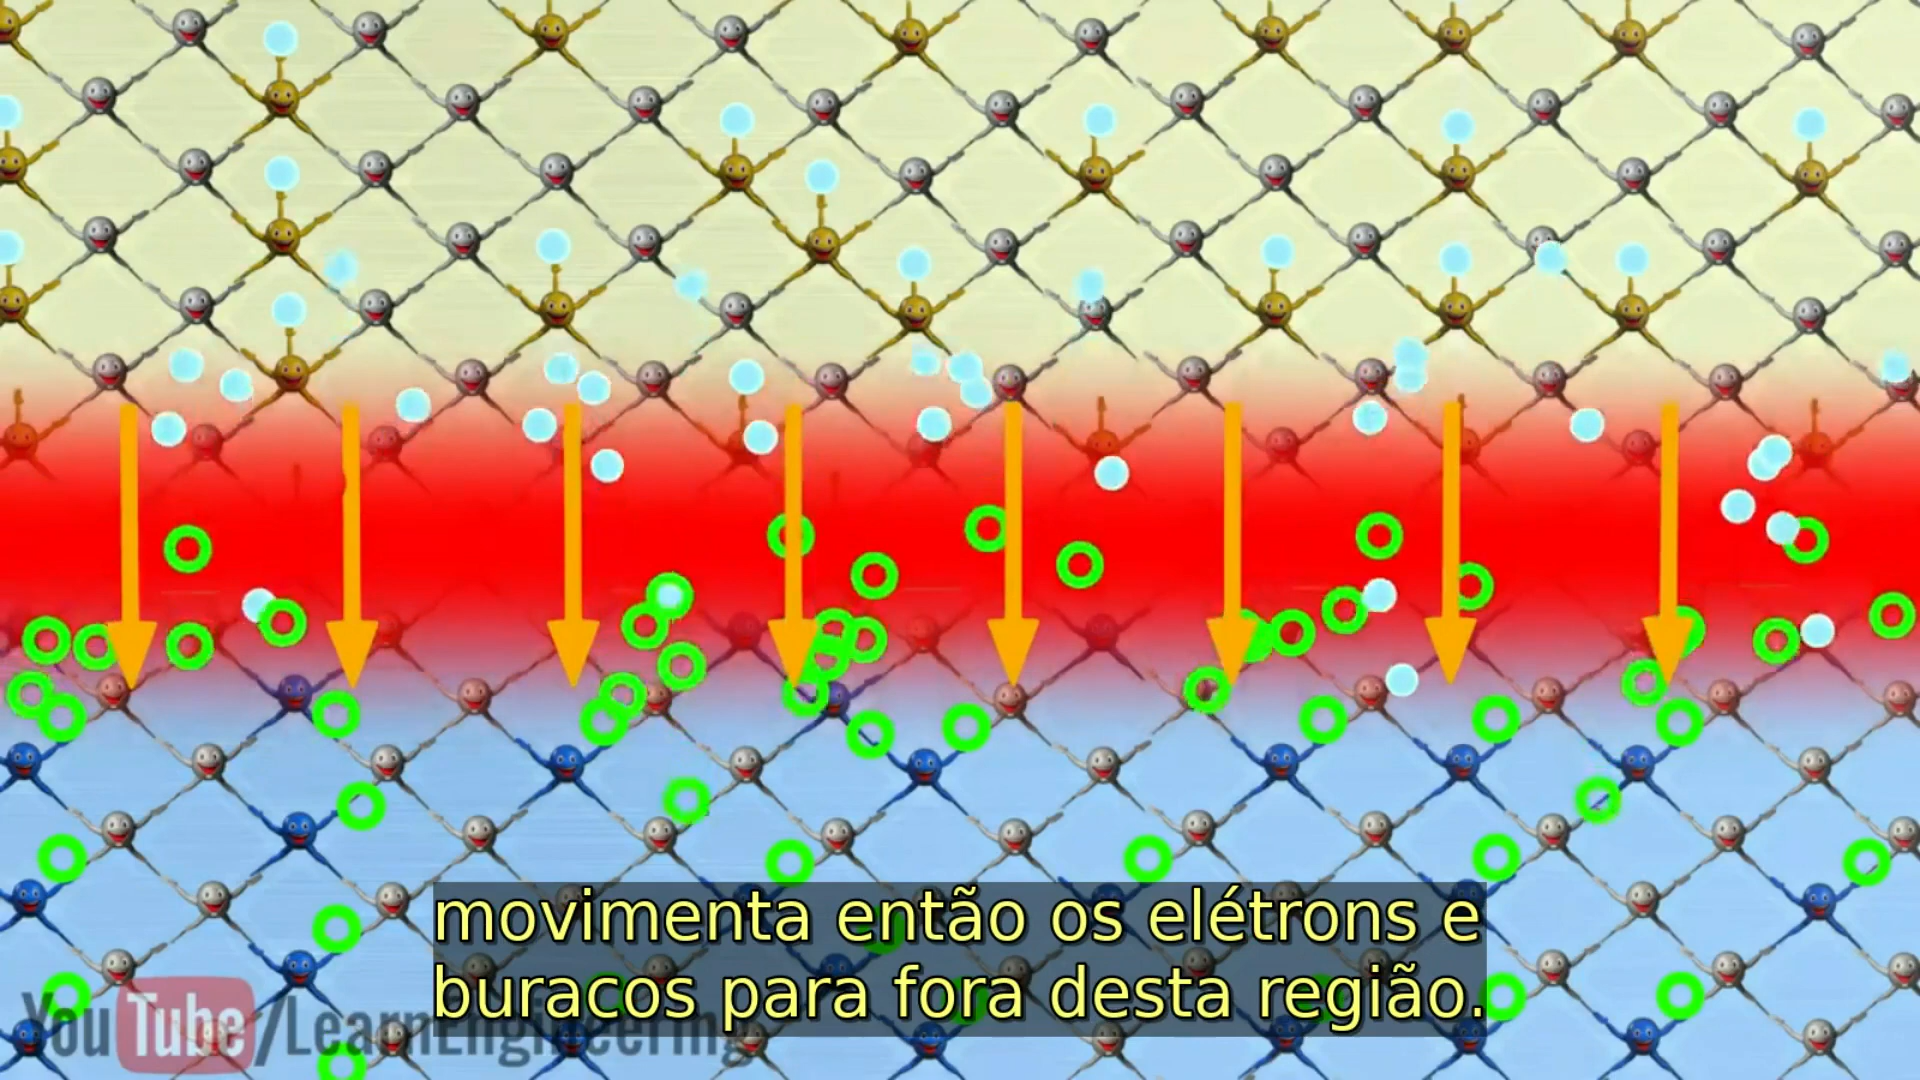 movimenta então os elétrons e
buracos para fora desta região.
YouTube/LearnEngineering